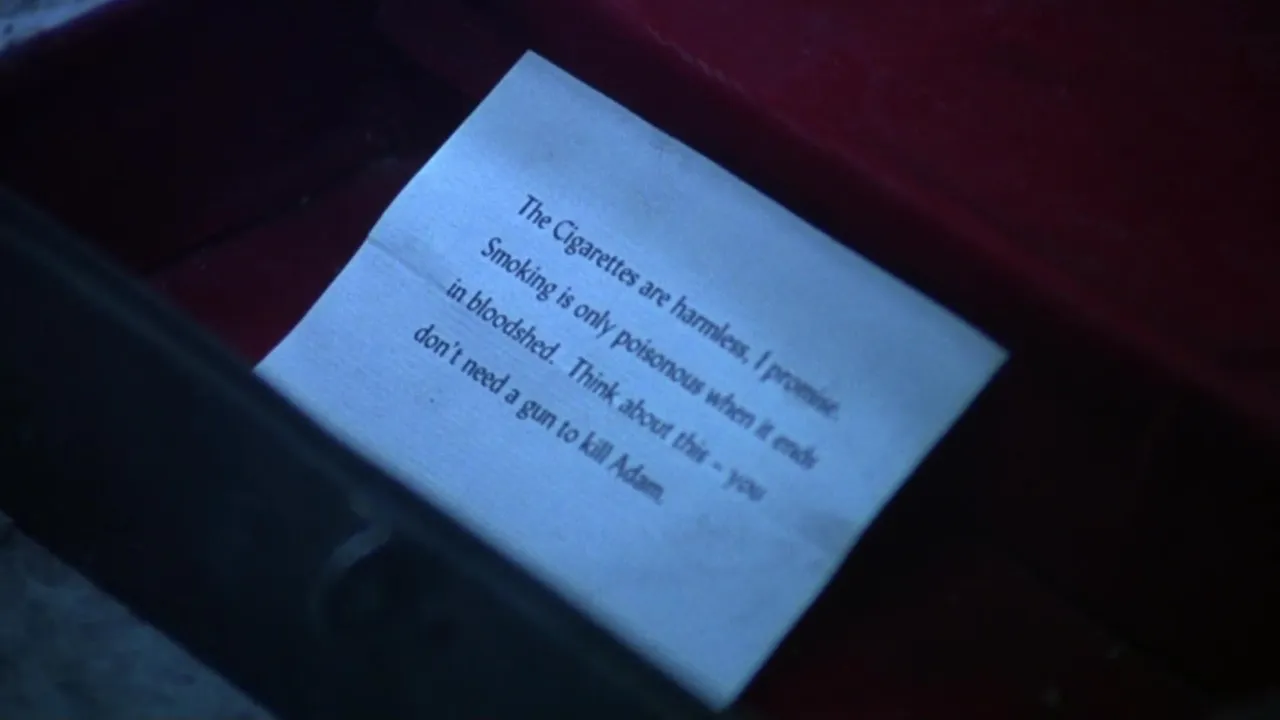 The Cigarettes are harmless, I promise.
Smoking is only poisonous when it ends
in bloodshed. Think about this - you
don't need a gun to kill Adam.